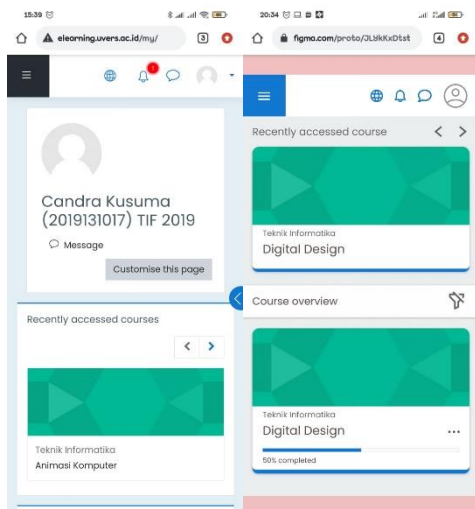 15:39
elearning.uvers.ac.id/my/
3
Candra Kusuma
(2019131017) TIF 2019
Message
Customise this page
Recently accessed courses
Teknik Informatika
Animasi Komputer
20:34
figma.com/proto/JLYkKxDtst
4
Recently accessed course
Teknik Informatika
Digital Design
Course overview
Teknik Informatika
Digital Design
50% completed